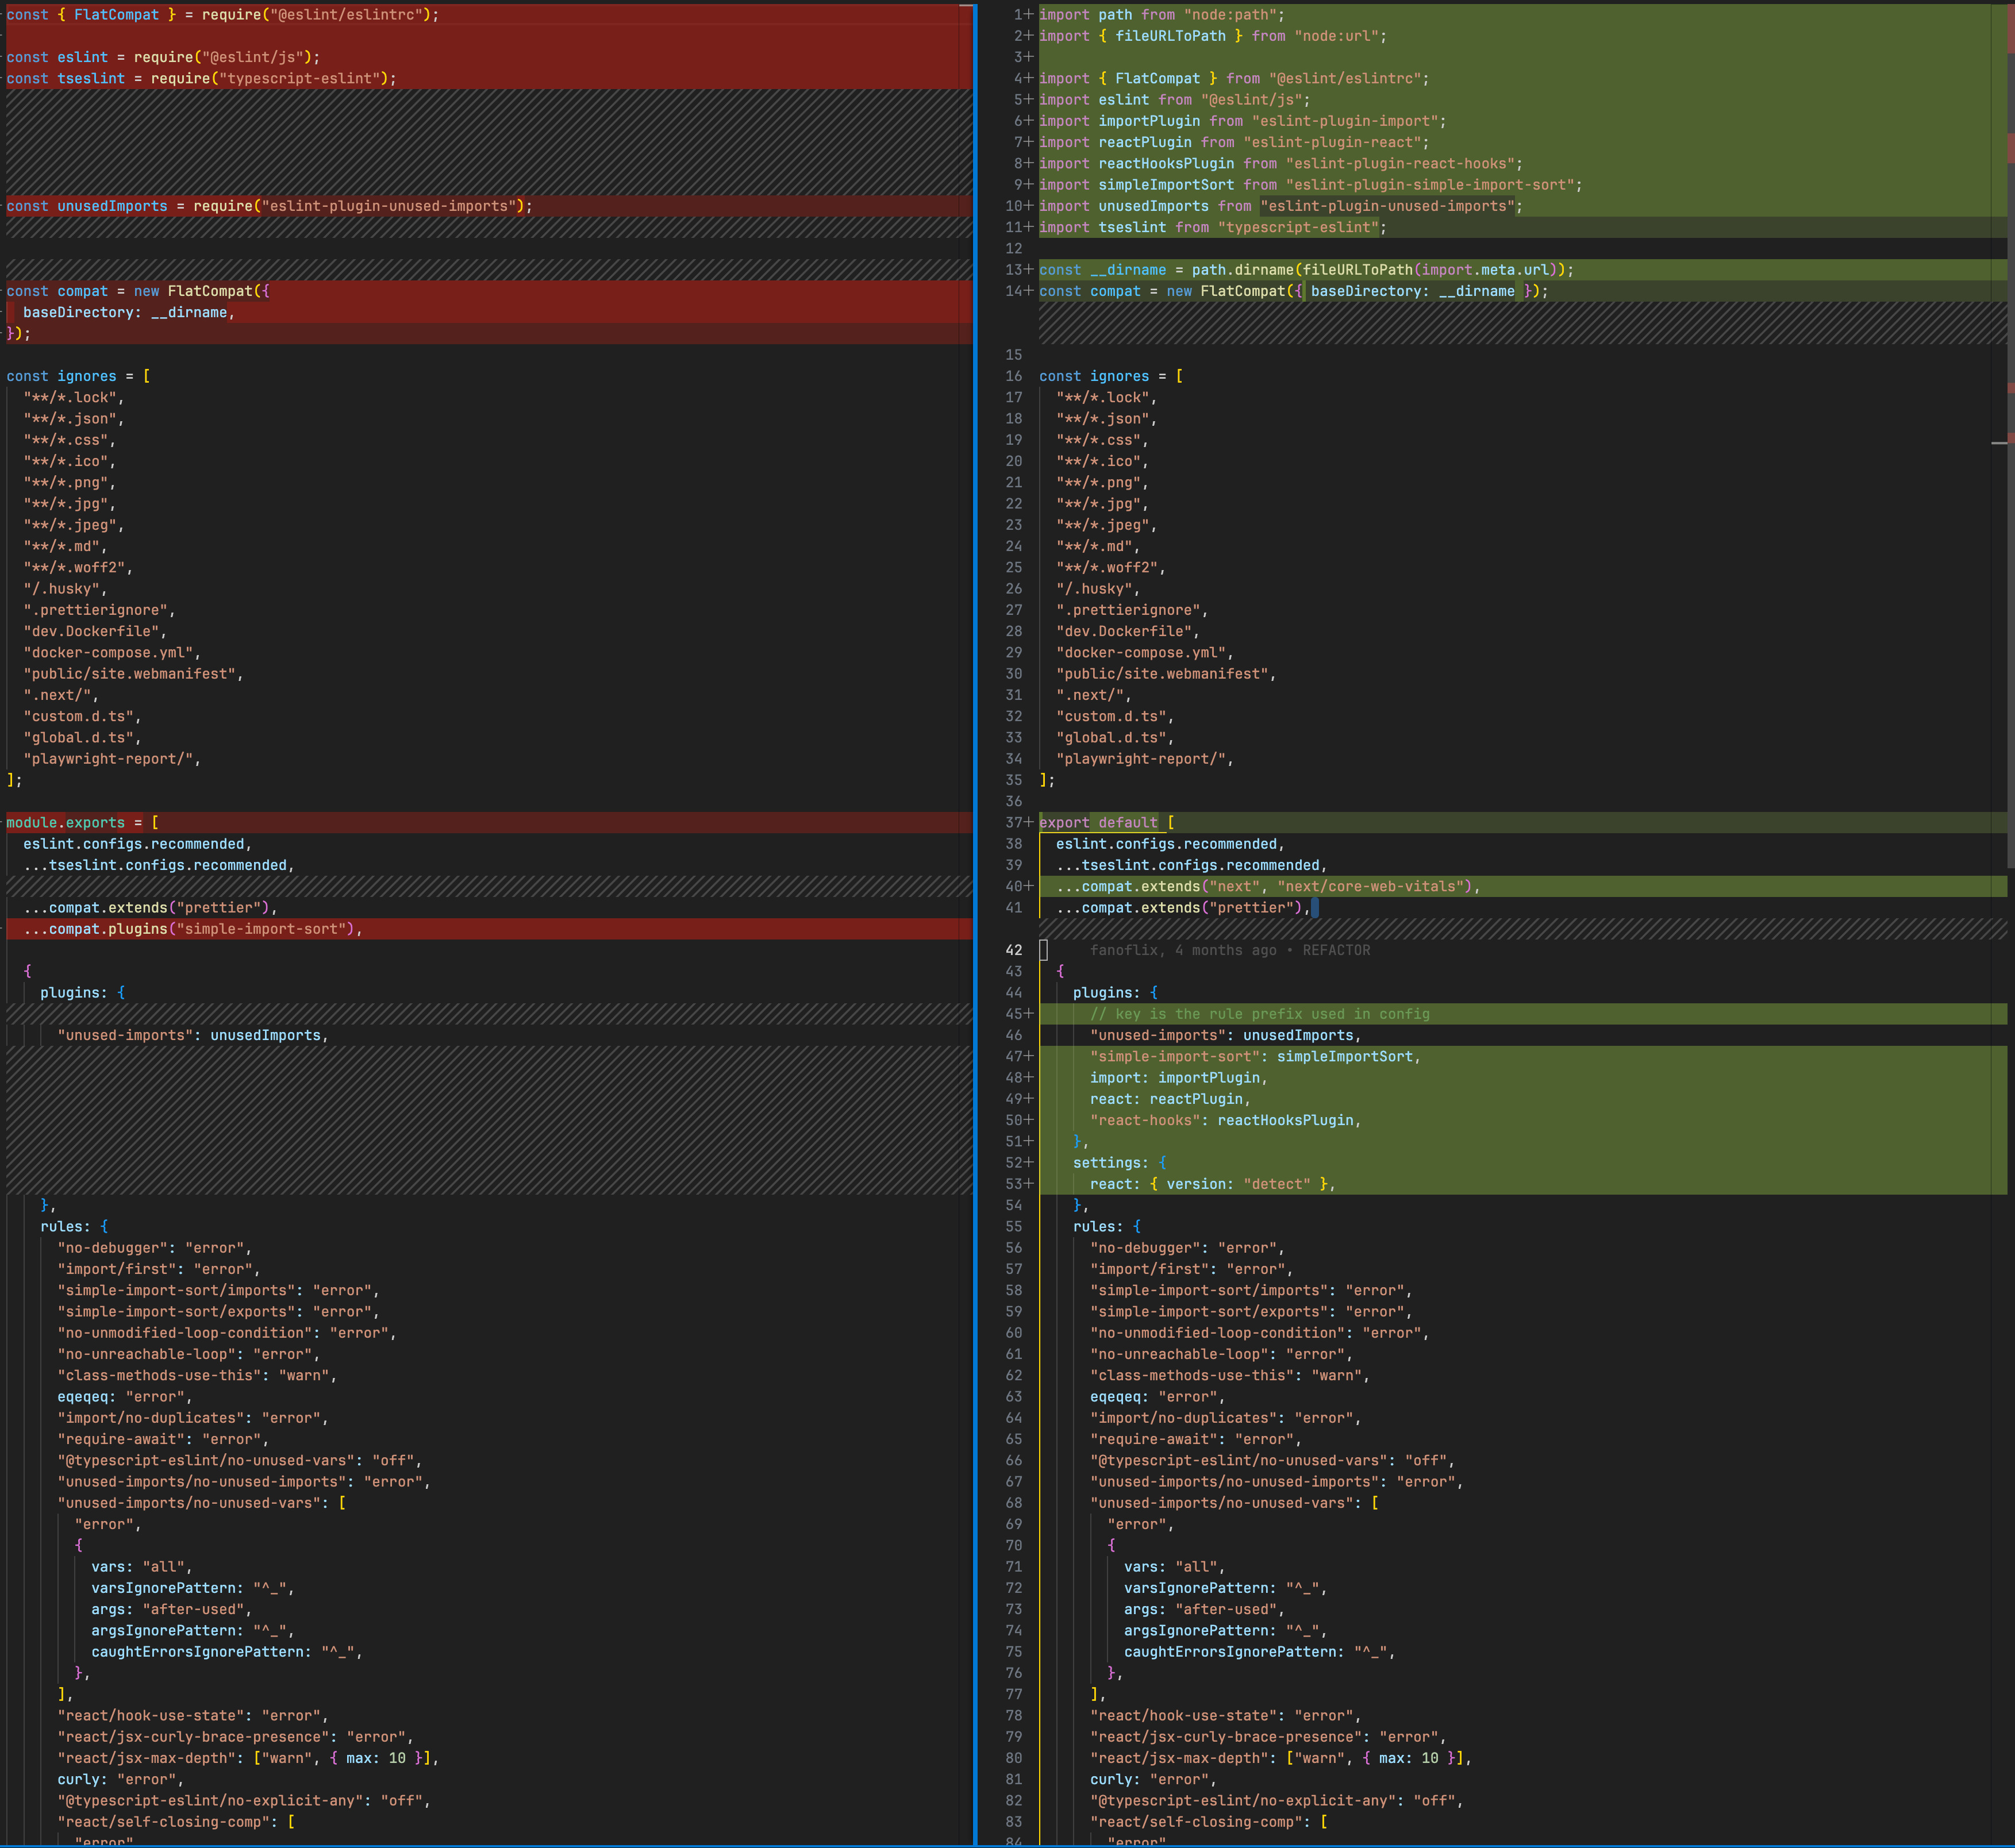 const { FlatCompat } = require("@eslint/eslintrc");
const eslint = require("@eslint/js");
const tseslint = require("typescript-eslint");
const unusedImports = require("eslint-plugin-unused-imports");
const compat = new FlatCompat({
baseDirectory: __dirname,
});
const ignores = [
"**/*.lock",
"**/*.json",
"**/*.css",
"**/*.ico",
"**/*.png",
"**/*.jpg",
"**/*.jpeg",
"**/*.md",
"**/*.woff2",
"/.husky",
".prettierignore",
"dev.Dockerfile",
"docker-compose.yml",
"public/site.webmanifest",
".next/",
"custom.d.ts",
"global.d.ts",
"playwright-report/",
];
module.exports = [
eslint.configs.recommended,
...tseslint.configs.recommended,
...compat.extends("prettier"),
...compat.plugins("simple-import-sort"),
{
plugins: {
"unused-imports": unusedImports,
},
rules: {
"no-debugger": "error",
"import/first": "error",
"simple-import-sort/imports": "error",
"simple-import-sort/exports": "error",
"no-unmodified-loop-condition": "error",
"no-unreachable-loop": "error",
"class-methods-use-this": "warn",
eqeqeq: "error",
"import/no-duplicates": "error",
"require-await": "error",
"@typescript-eslint/no-unused-vars": "off",
"unused-imports/no-unused-imports": "error",
"unused-imports/no-unused-vars": [
"error",
{
vars: "all",
varsIgnorePattern: "^_",
args: "after-used",
argsIgnorePattern: "^_",
caughtErrorsIgnorePattern: "^_",
},
],
"react/hook-use-state": "error",
"react/jsx-curly-brace-presence": "error",
"react/jsx-max-depth": ["warn", { max: 10 }],
curly: "error",
"@typescript-eslint/no-explicit-any": "off",
"react/self-closing-comp": [
"error"
1+ import path from "node:path";
2+ import { fileURLToPath } from "node:url";
3+
4+ import { FlatCompat } from "@eslint/eslintrc";
5+ import eslint from "@eslint/js";
6+ import importPlugin from "eslint-plugin-import";
7+ import reactPlugin from "eslint-plugin-react";
8+ import reactHooksPlugin from "eslint-plugin-react-hooks";
9+ import simpleImportSort from "eslint-plugin-simple-import-sort";
10+ import unusedImports from "eslint-plugin-unused-imports";
11+ import tseslint from "typescript-eslint";
12
13+ const __dirname = path.dirname(fileURLToPath(import.meta.url));
14+ const compat = new FlatCompat({ baseDirectory: __dirname });
15
16 const ignores = [
17 "**/*.lock",
18 "**/*.json",
19 "**/*.css",
20 "**/*.ico",
21 "**/*.png",
22 "**/*.jpg",
23 "**/*.jpeg",
24 "**/*.md",
25 "**/*.woff2",
26 "/.husky",
27 ".prettierignore",
28 "dev.Dockerfile",
29 "docker-compose.yml",
30 "public/site.webmanifest",
31 ".next/",
32 "custom.d.ts",
33 "global.d.ts",
34 "playwright-report/",
35 ];
36
37+ export default [
38 eslint.configs.recommended,
39 ...tseslint.configs.recommended,
40+ ...compat.extends("next", "next/core-web-vitals"),
41 ...compat.extends("prettier"),
42 fanoflix, 4 months ago • REFACTOR
43 {
44 plugins: {
45+ // key is the rule prefix used in config
46 "unused-imports": unusedImports,
47+ "simple-import-sort": simpleImportSort,
48+ import: importPlugin,
49+ react: reactPlugin,
50+ "react-hooks": reactHooksPlugin,
51+ },
52+ settings: {
53+ react: { version: "detect" },
54 },
55 rules: {
56 "no-debugger": "error",
57 "import/first": "error",
58 "simple-import-sort/imports": "error",
59 "simple-import-sort/exports": "error",
60 "no-unmodified-loop-condition": "error",
61 "no-unreachable-loop": "error",
62 "class-methods-use-this": "warn",
63 eqeqeq: "error",
64 "import/no-duplicates": "error",
65 "require-await": "error",
66 "@typescript-eslint/no-unused-vars": "off",
67 "unused-imports/no-unused-imports": "error",
68 "unused-imports/no-unused-vars": [
69 "error",
70 {
71 vars: "all",
72 varsIgnorePattern: "^_",
73 args: "after-used",
74 argsIgnorePattern: "^_",
75 caughtErrorsIgnorePattern: "^_",
76 },
77 ],
78 "react/hook-use-state": "error",
79 "react/jsx-curly-brace-presence": "error",
80 "react/jsx-max-depth": ["warn", { max: 10 }],
81 curly: "error",
82 "@typescript-eslint/no-explicit-any": "off",
83 "react/self-closing-comp": [
84 "error"